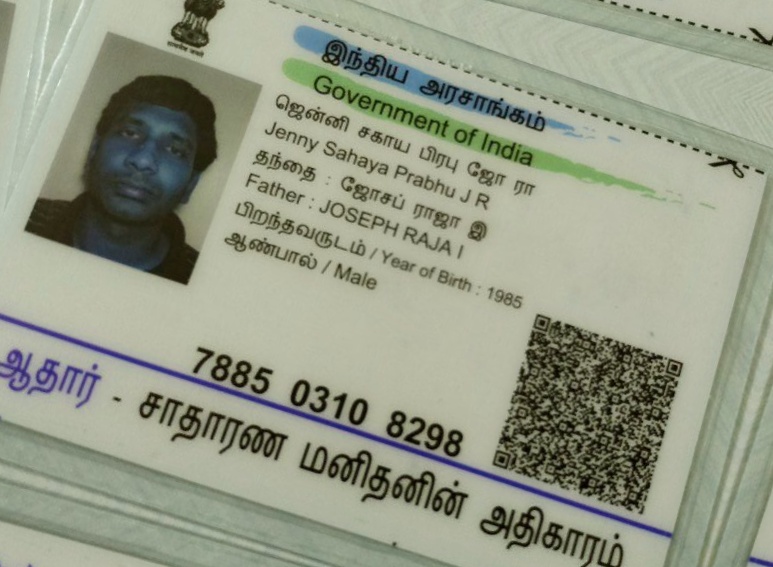 இந்திய அரசாங்கம்
Government of India
ஜென்னி சகாய பிரபு ஜோ ரா
Jenny Sahaya Prabhu J R
தந்தை : ஜோசப் ராஜா இ
Father : JOSEPH RAJA I
பிறந்தவருடம் / Year of Birth : 1985
ஆண்பால் / Male
7885 0310 8298
ஆதார் - சாதாரண மனிதனின் அதிகாரம்